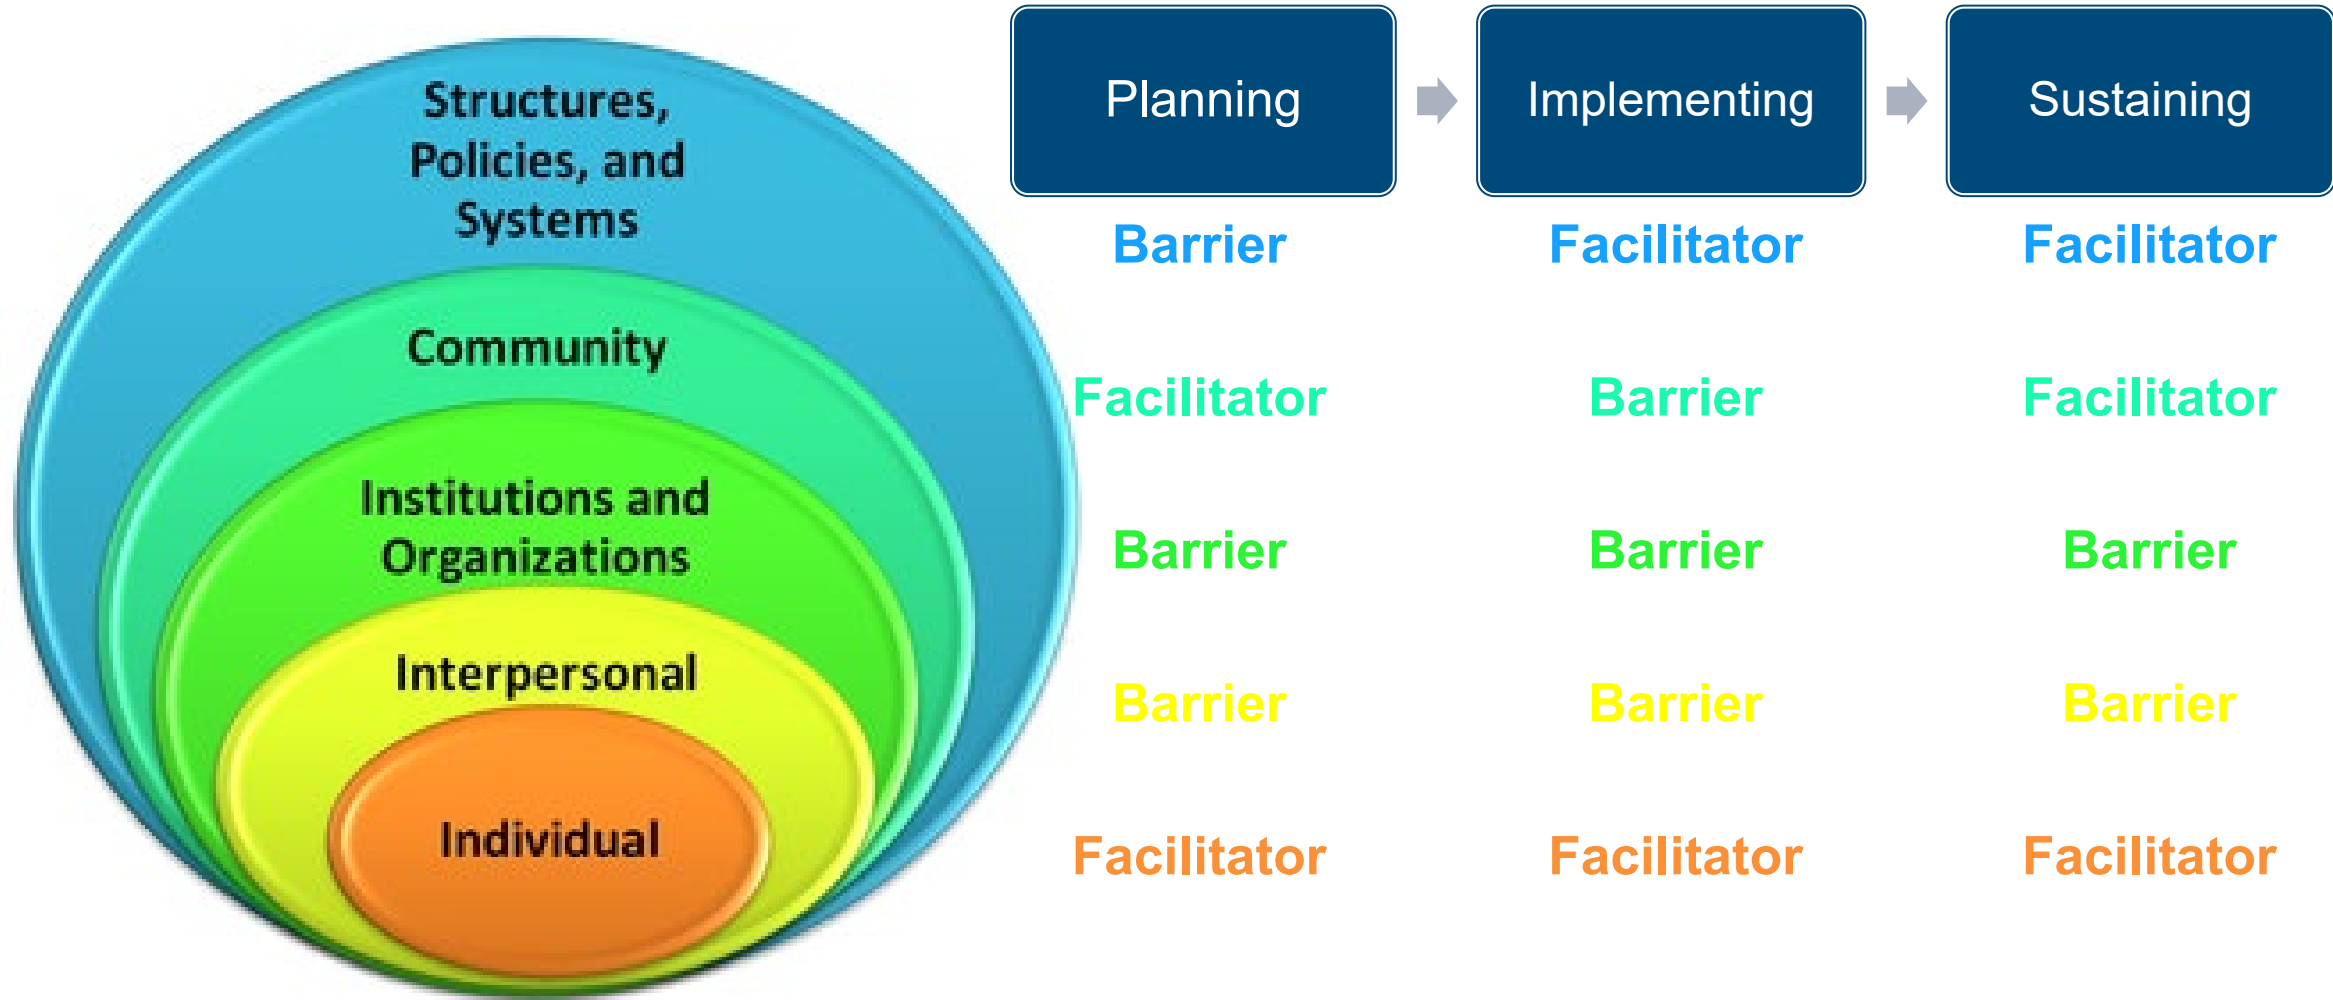 Structures,
Policies, and
Systems
Community
Institutions and
Organizations
Interpersonal
Individual
Planning
Implementing
Sustaining
Barrier
Facilitator
Facilitator
Facilitator
Barrier
Facilitator
Barrier
Barrier
Barrier
Barrier
Barrier
Barrier
Facilitator
Facilitator
Facilitator